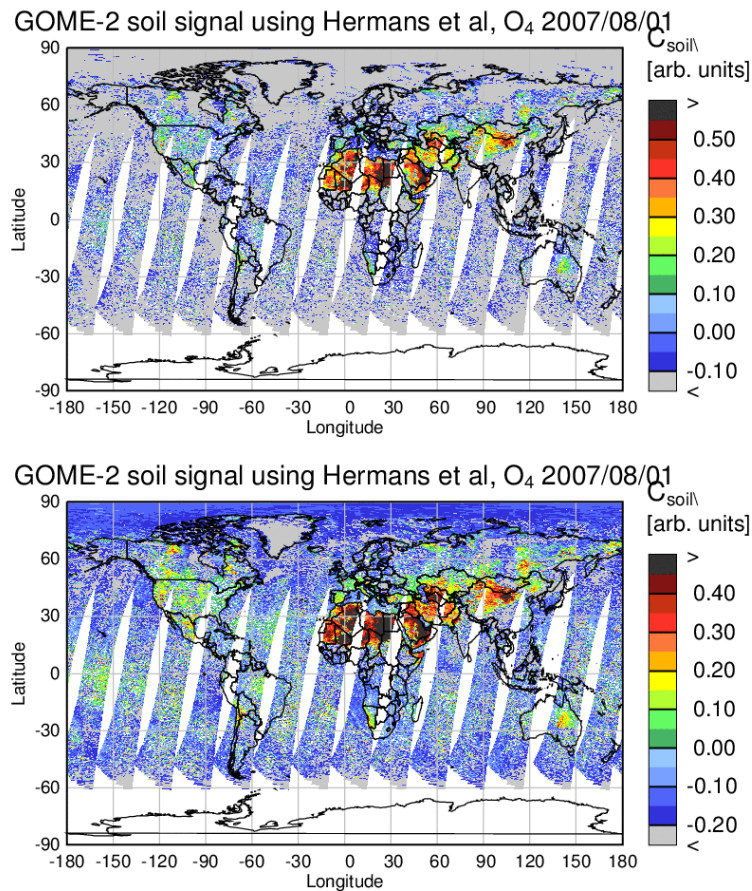 GOME-2 soil signal using Hermans et al, O₄ 2007/08/01
C_soil\
[arb. units]
>
0.50
0.40
0.30
0.20
0.10
0.00
-0.10
<
90
60
30
0
-30
-60
-90
Latitude
-180 -150 -120 -90 -60 -30 0 30 60 90 120 150 180
Longitude
GOME-2 soil signal using Hermans et al, O₄ 2007/08/01
C_soil\
[arb. units]
>
0.40
0.30
0.20
0.10
0.00
-0.10
-0.20
<
90
60
30
0
-30
-60
-90
Latitude
-180 -150 -120 -90 -60 -30 0 30 60 90 120 150 180
Longitude